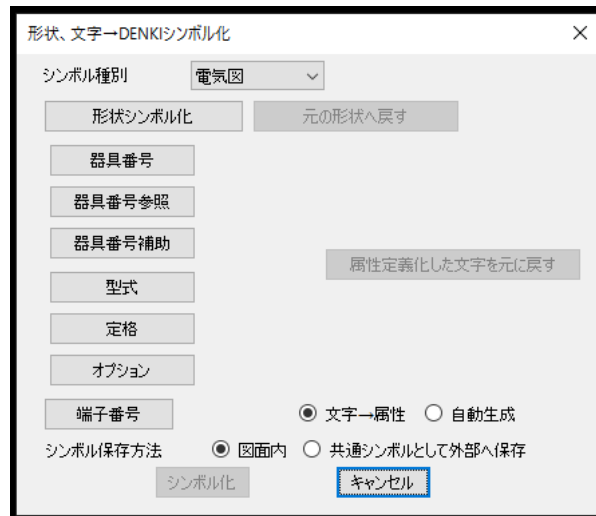 形状、文字→DENKIシンボル化
シンボル種別 電気図
形状シンボル化 元の形状へ戻す
器具番号
器具番号参照
器具番号補助
属性定義化した文字を元に戻す
型式
定格
オプション
端子番号 文字→属性 自動生成
シンボル保存方法 図面内 共通シンボルとして外部へ保存
シンボル化 キャンセル